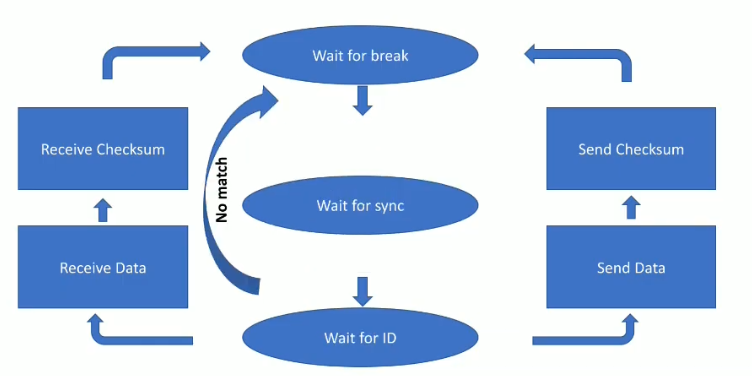 Wait for break
Receive Checksum
Send Checksum
No match
Wait for sync
Receive Data
Send Data
Wait for ID